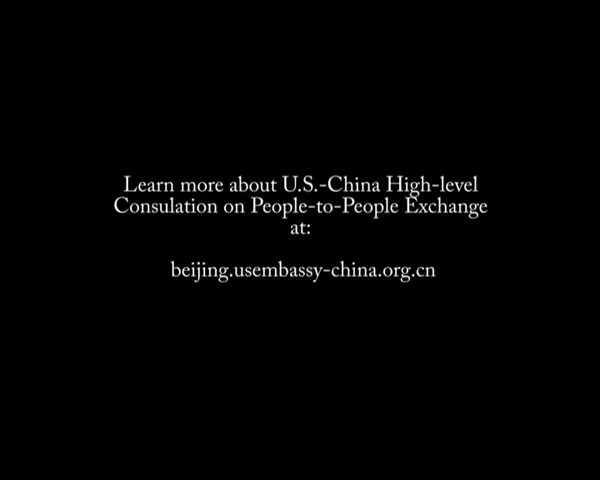 Learn more about U.S.-China High-level
Consulation on People-to-People Exchange
at:
beijing.usembassy-china.org.cn